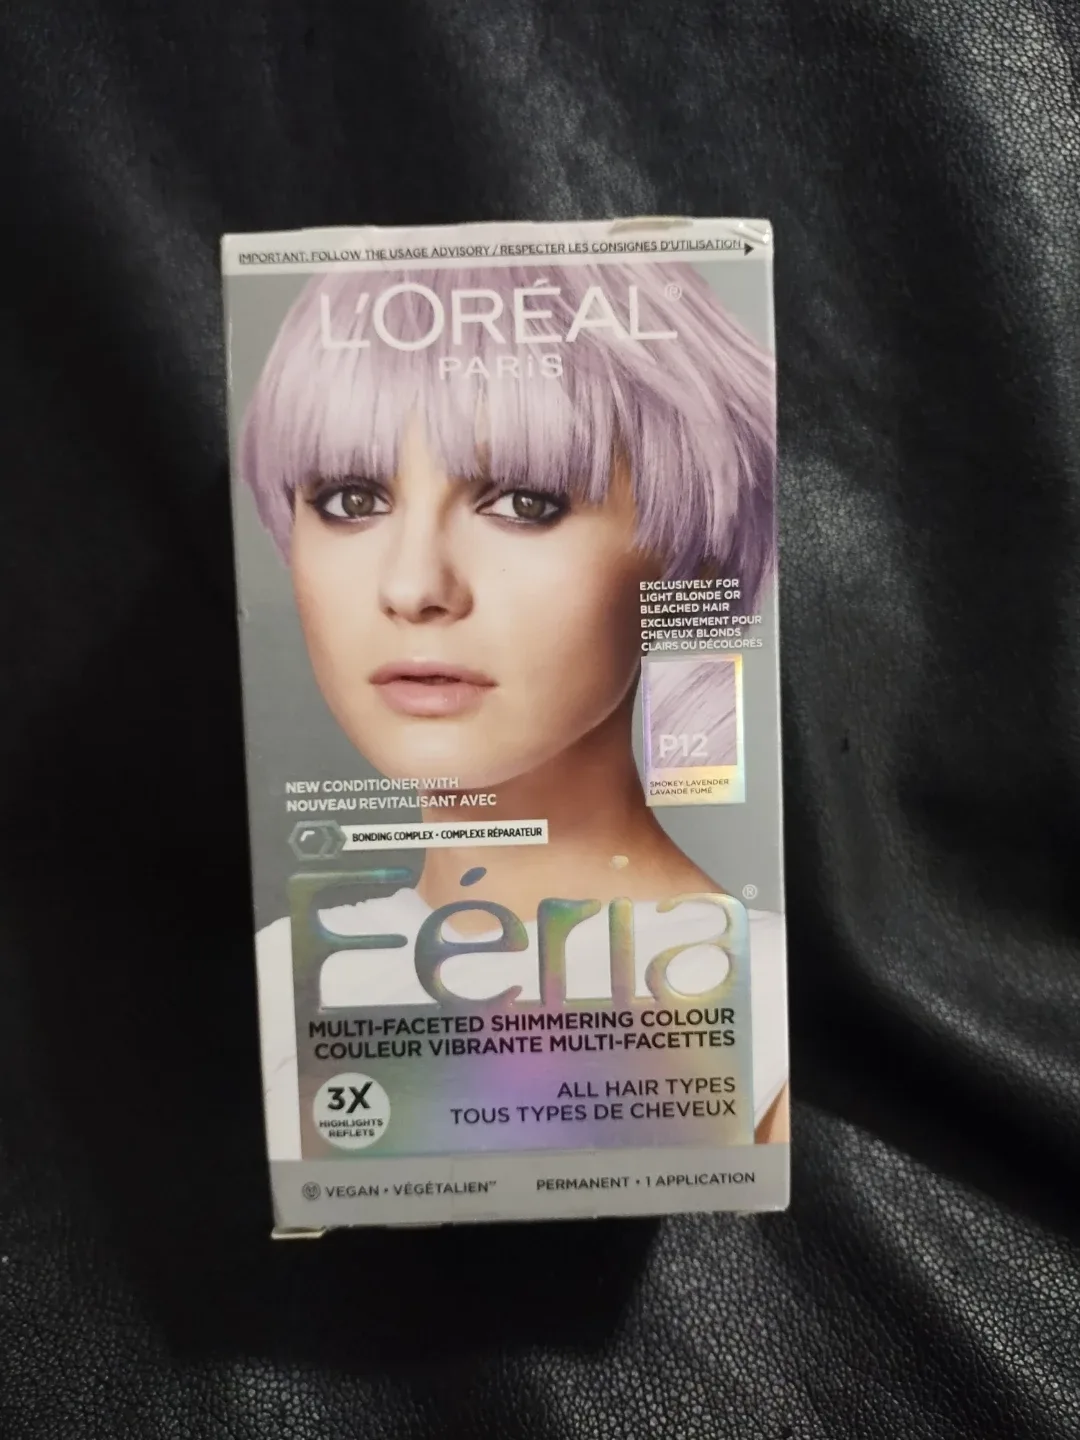 IMPORTANT: FOLLOW THE USAGE ADVISORY / RESPECTER LES CONSIGNES D'UTILISATION
L'ORÉAL®
PARiS
EXCLUSIVELY FOR
LIGHT BLONDE OR
BLEACHED HAIR
EXCLUSIVEMENT POUR
CHEVEUX BLONDS
CLAIRS OU DÉCOLORÉS
P12
SMOKEY LAVENDER
LAVANDE FUMÉ
NEW CONDITIONER WITH
NOUVEAU REVITALISANT AVEC
BONDING COMPLEX • COMPLEXE RÉPARATEUR
Féria®
MULTI-FACETED SHIMMERING COLOUR
COULEUR VIBRANTE MULTI-FACETTES
3X
HIGHLIGHTS
REFLETS
ALL HAIR TYPES
TOUS TYPES DE CHEVEUX
VEGAN • VÉGÉTALIEN
PERMANENT • 1 APPLICATION